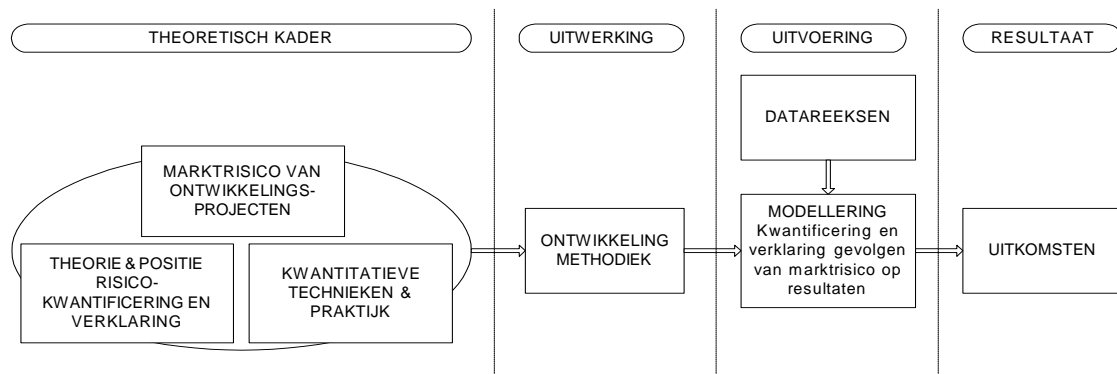 THEORETISCH KADER
UITWERKING
UITVOERING
RESULTAAT
DATAREEKSEN
MARKTRISICO VAN
ONTWIKKELINGS-
PROJECTEN
THEORIE & POSITIE
RISICO-
KWANTIFICERING EN
VERKLARING
KWANTITATIEVE
TECHNIEKEN &
PRAKTIJK
ONTWIKKELING
METHODIEK
MODELLERING
Kwantificering en
verklaring gevolgen
van marktrisico op
resultaten
UITKOMSTEN